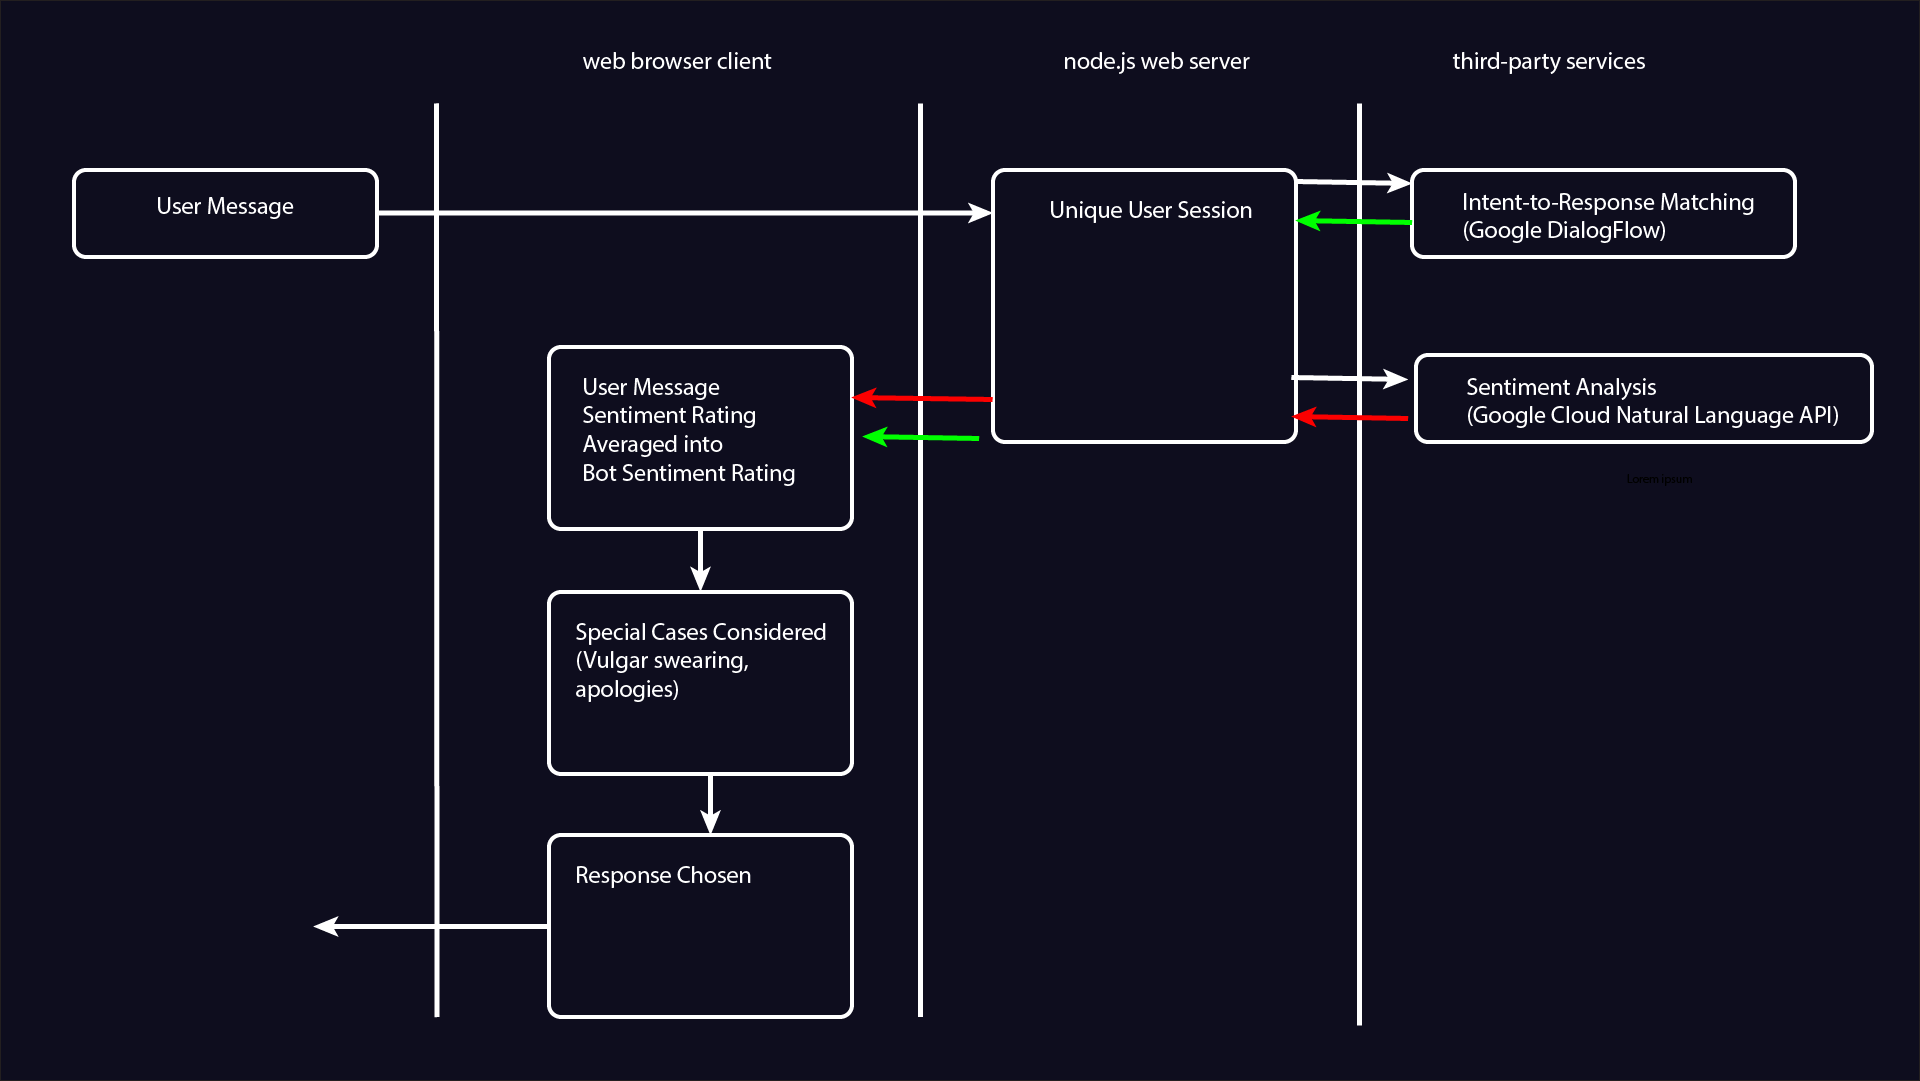 web browser client
node.js web server
third-party services
User Message
Unique User Session
Intent-to-Response Matching
(Google DialogFlow)
User Message
Sentiment Rating
Averaged into
Bot Sentiment Rating
Sentiment Analysis
(Google Cloud Natural Language API)
Lorem ipsum
Special Cases Considered
(Vulgar swearing,
apologies)
Response Chosen